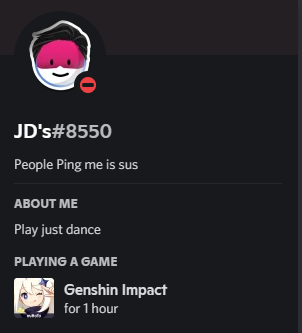 JD's#8550
People Ping me is sus
ABOUT ME
Play just dance
PLAYING A GAME
Genshin Impact
for 1 hour